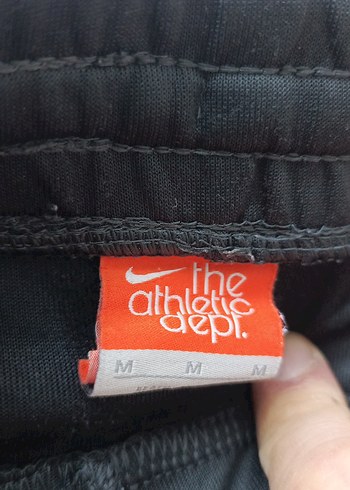 the
athletic
dept.
M M M